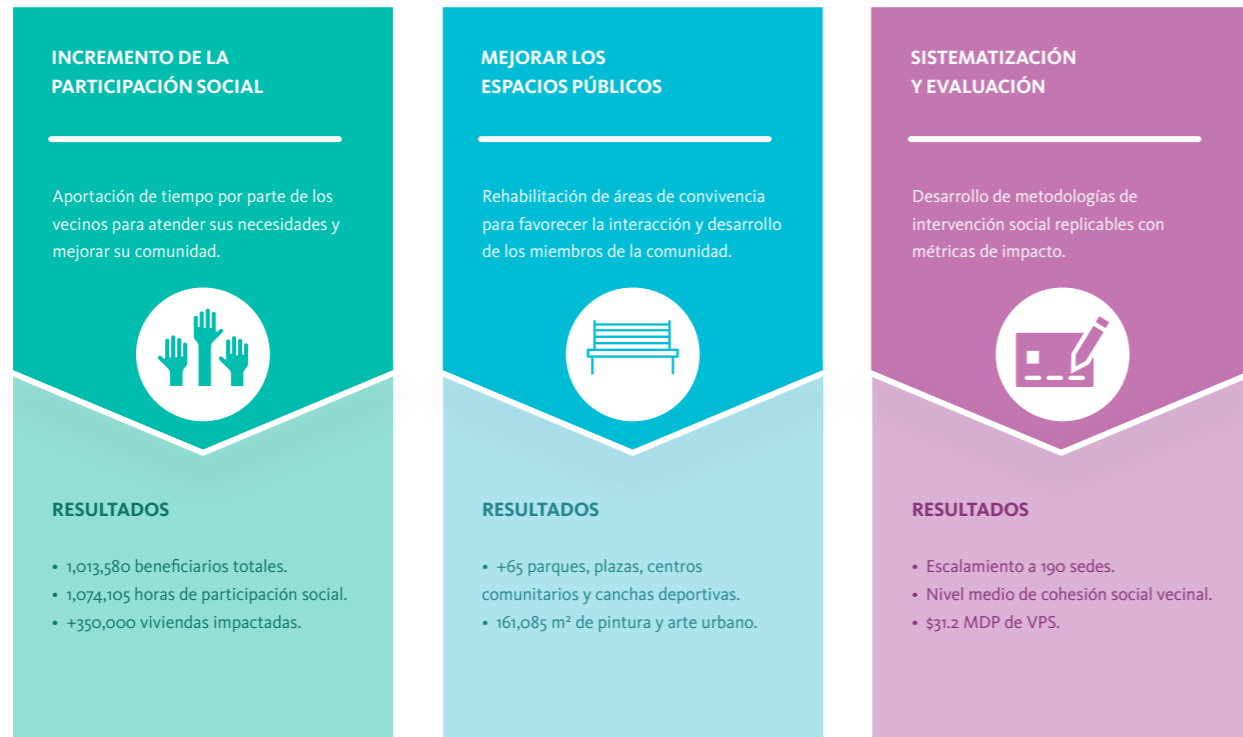 INCREMENTO DE LA
PARTICIPACIÓN SOCIAL
Aportación de tiempo por parte de los
vecinos para atender sus necesidades y
mejorar su comunidad.
RESULTADOS
• 1,013,580 beneficiarios totales.
• 1,074,105 horas de participación social.
• +350,000 viviendas impactadas.
MEJORAR LOS
ESPACIOS PÚBLICOS
Rehabilitación de áreas de convivencia
para favorecer la interacción y desarrollo
de los miembros de la comunidad.
RESULTADOS
• +65 parques, plazas, centros
comunitarios y canchas deportivas.
• 161,085 m² de pintura y arte urbano.
SISTEMATIZACIÓN
Y EVALUACIÓN
Desarrollo de metodologías de
intervención social replicables con
métricas de impacto.
RESULTADOS
• Escalamiento a 190 sedes.
• Nivel medio de cohesión social vecinal.
• $31.2 MDP de VPS.